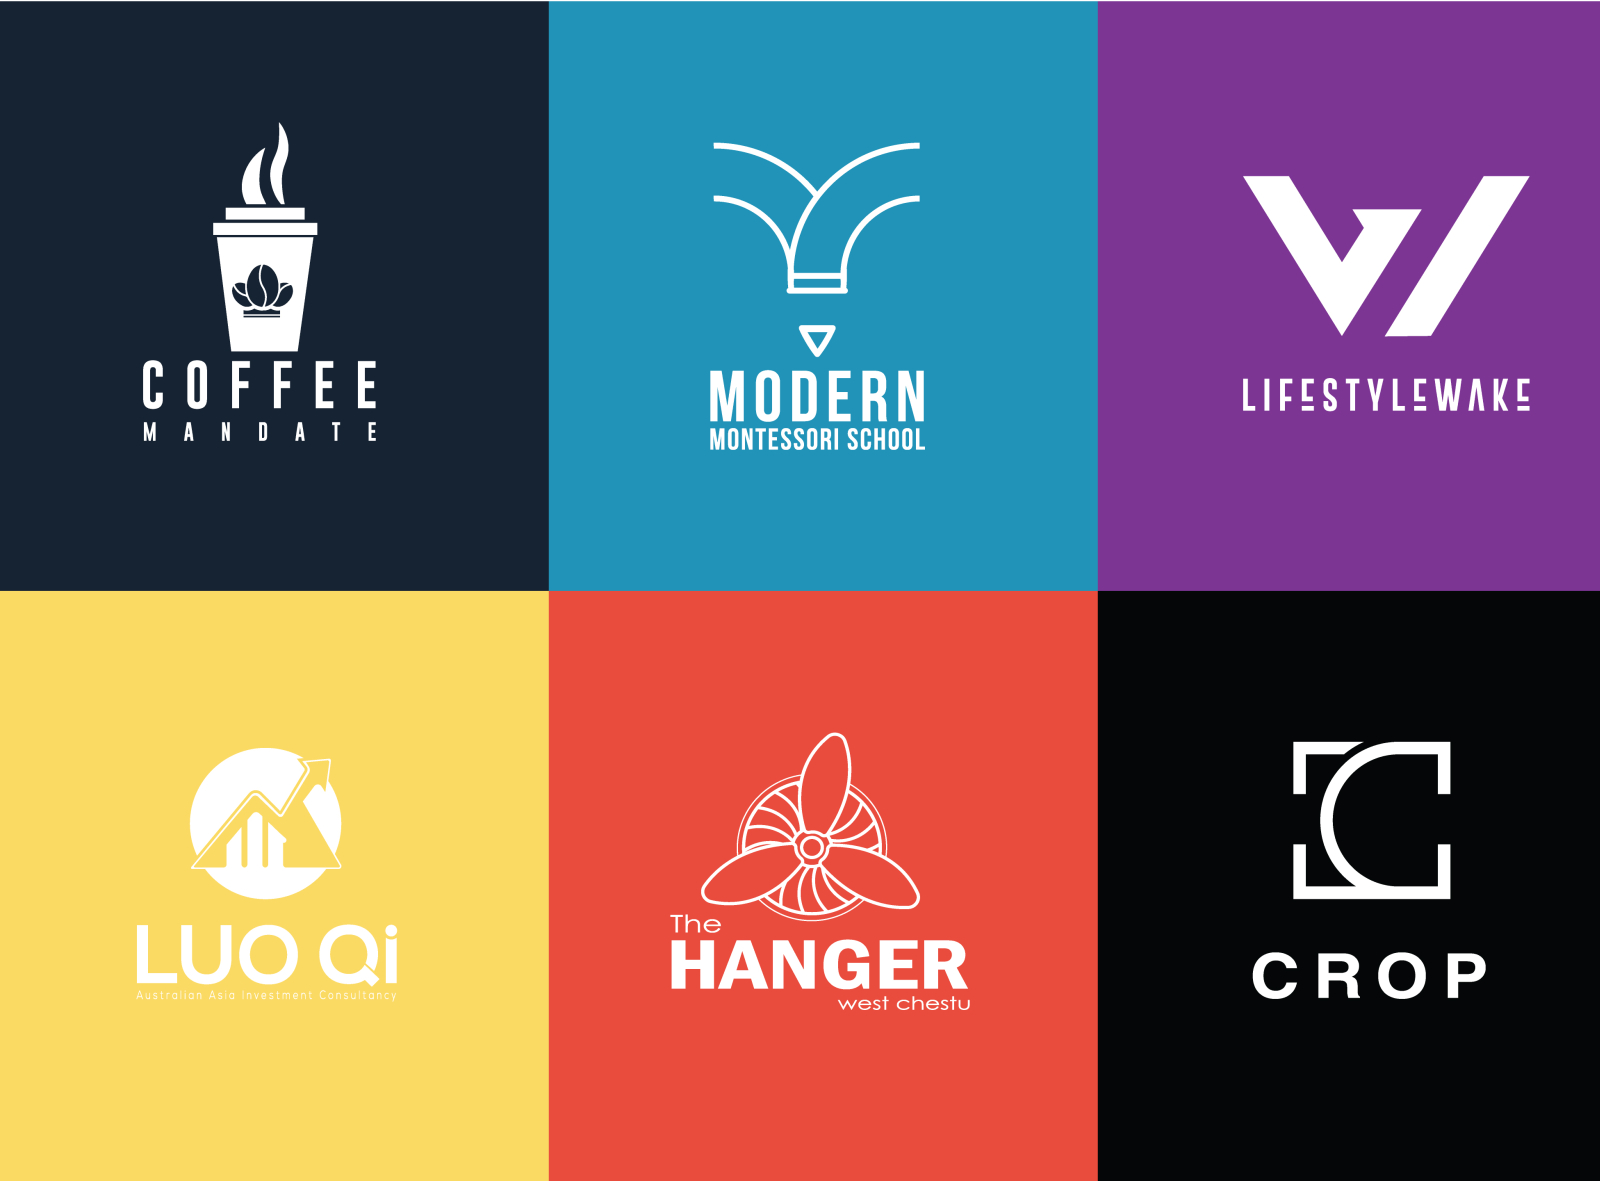 COFFEE
MANDATE
MODERN
MONTESSORI SCHOOL
LIFESTYLEWAKE
LUO Qi
Australian Asia Investment Consultancy
The
HANGER
west chestu
CROP